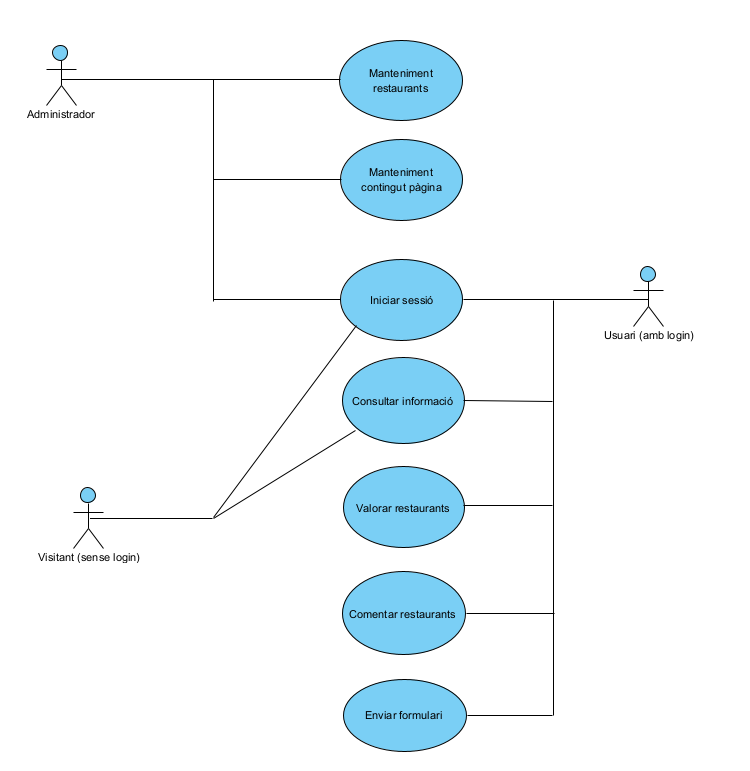 Manteniment
restaurants
Administrador
Manteniment
contingut pàgina
Iniciar sessió
Usuari (amb login)
Consultar informació
Valorar restaurants
Visitant (sense login)
Comentar restaurants
Enviar formulari